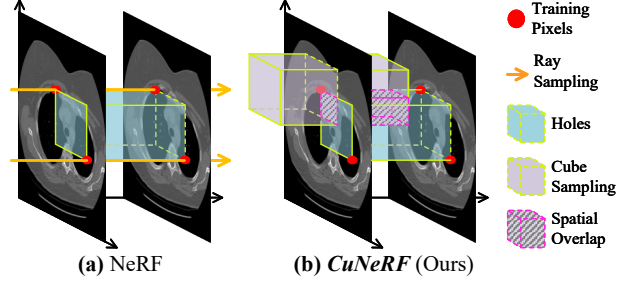 Training
Pixels
Ray
Sampling
Holes
Cube
Sampling
Spatial
Overlap
(a) NeRF
(b) CuNeRF (Ours)